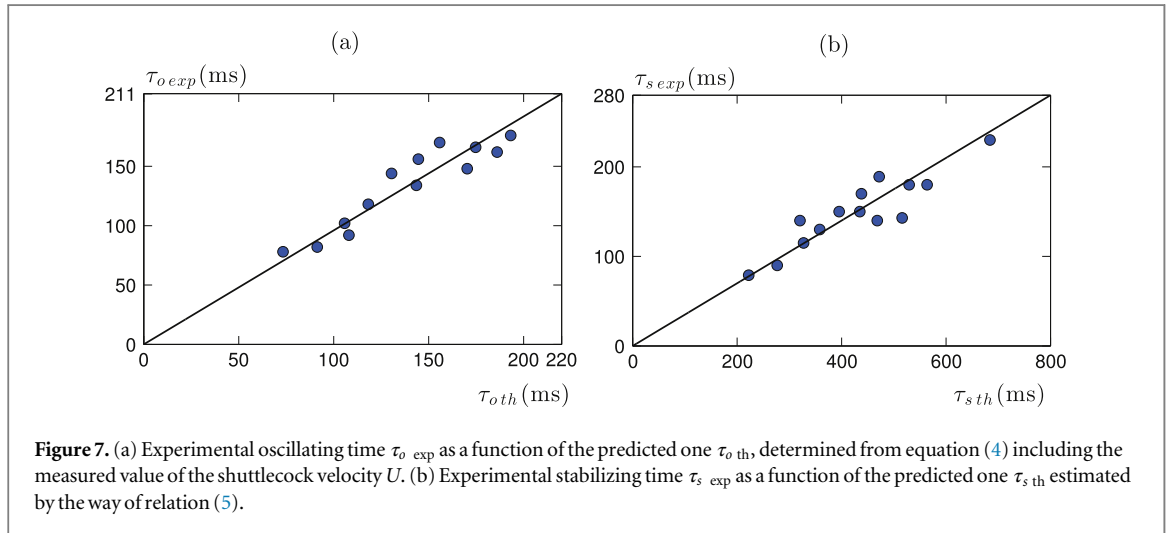 (a)
τo exp(ms)
211
150
100
50
0
0 50 100 150 200 220
τo th(ms)
(b)
τs exp(ms)
280
200
100
0
0 200 400 600 800
τs th(ms)
Figure 7. (a) Experimental oscillating time τo exp as a function of the predicted one τo th, determined from equation (4) including the
measured value of the shuttlecock velocity U. (b) Experimental stabilizing time τs exp as a function of the predicted one τs th estimated
by the way of relation (5).